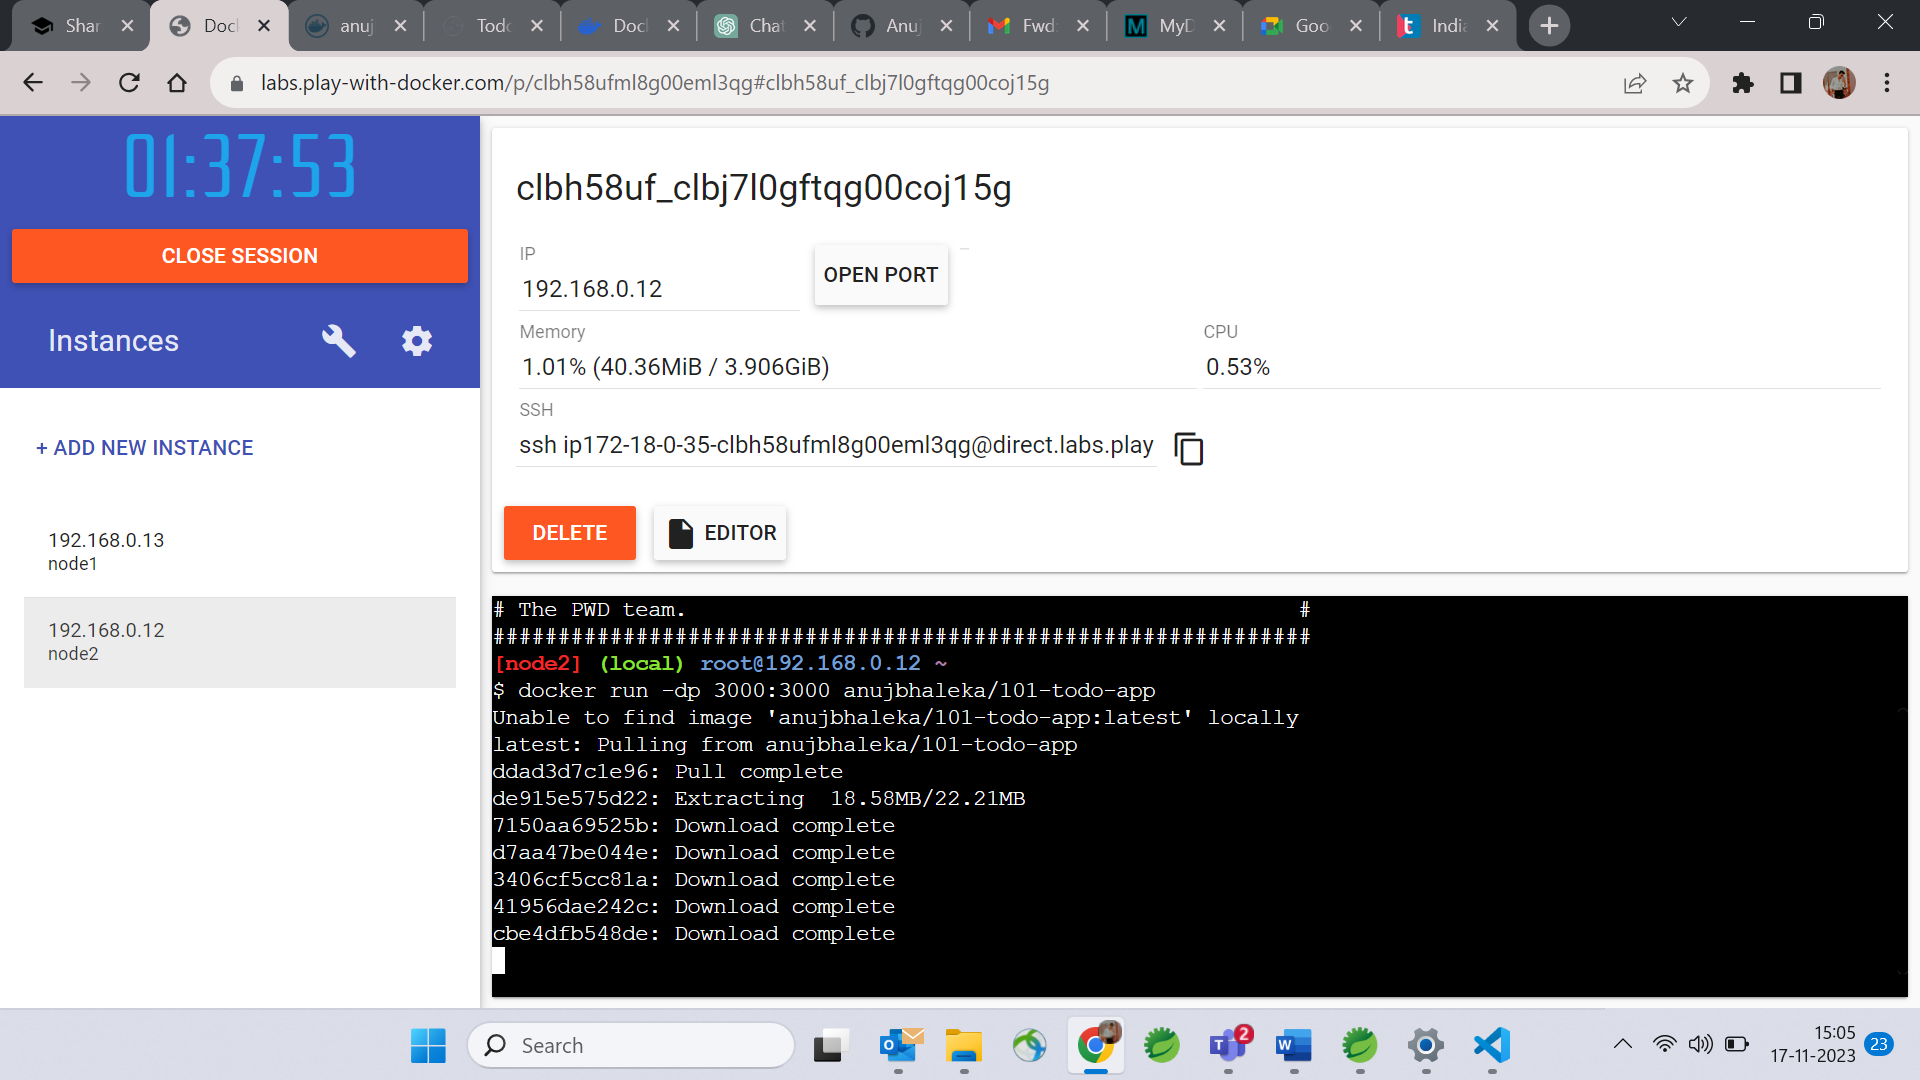 Shar
Doc
anuj
Todo
Doc
Chat
Anuj
Fwd:
MyD
Goo
India
labs.play-with-docker.com/p/clbh58ufml8g00eml3qg#clbh58uf_clbj7l0gftqg00coj15g
01:37:53
CLOSE SESSION
Instances
+ ADD NEW INSTANCE
192.168.0.13
node1
192.168.0.12
node2
clbh58uf_clbj7l0gftqg00coj15g
IP
192.168.0.12
OPEN PORT
Memory
1.01% (40.36MiB / 3.906GiB)
CPU
0.53%
SSH
ssh ip172-18-0-35-clbh58ufml8g00eml3qg@direct.labs.play
DELETE
EDITOR
# The PWD team. #
###############################################################
[node2] (local) root@192.168.0.12 ~
$ docker run -dp 3000:3000 anujbhaleka/101-todo-app
Unable to find image 'anujbhaleka/101-todo-app:latest' locally
latest: Pulling from anujbhaleka/101-todo-app
ddad3d7c1e96: Pull complete
de915e575d22: Extracting 18.58MB/22.21MB
7150aa69525b: Download complete
d7aa47be044e: Download complete
3406cf5cc81a: Download complete
41956dae242c: Download complete
cbe4dfb548de: Download complete
Search
2
15:05
17-11-2023
23